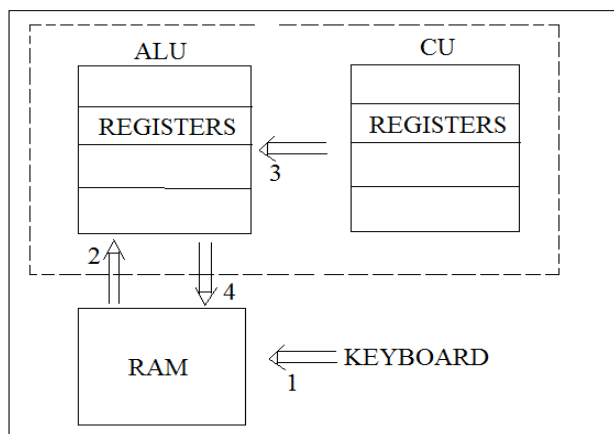 ALU
CU
REGISTERS
REGISTERS
3
2
4
RAM
KEYBOARD
1